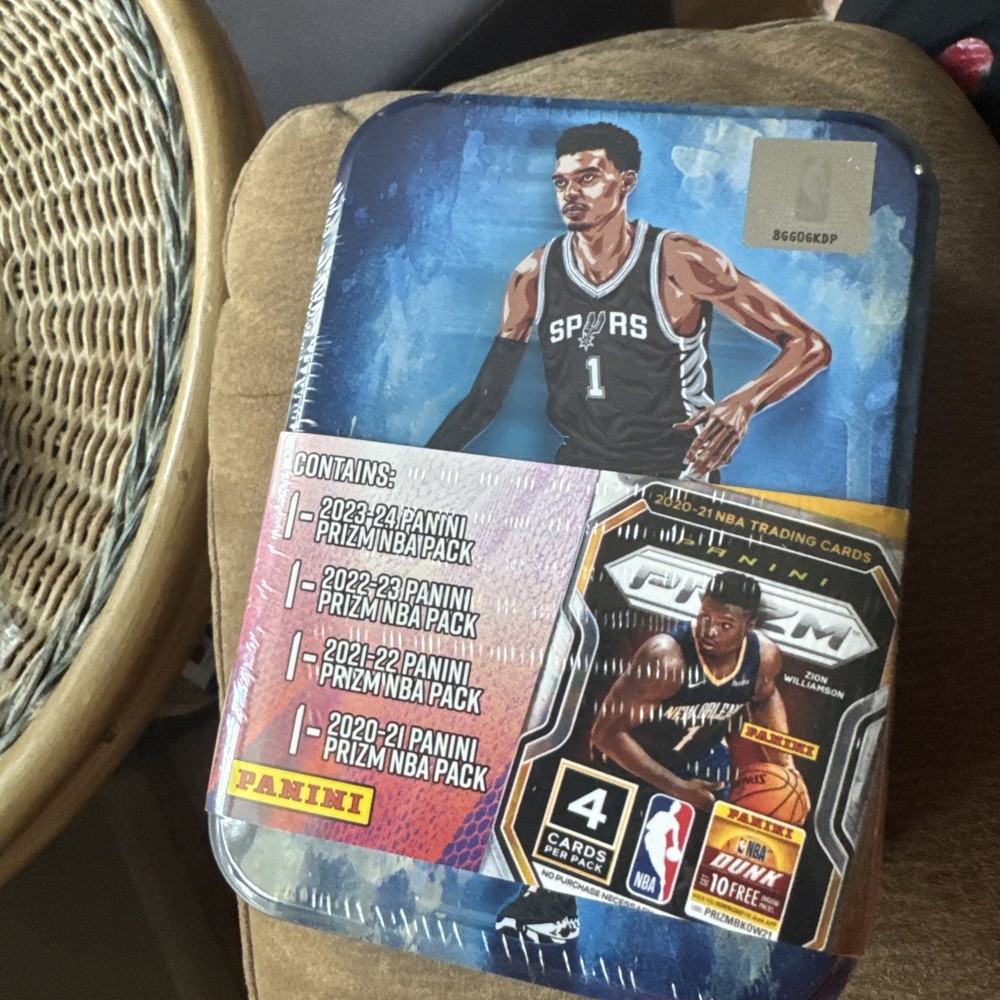 86606KDP
SPURS
1
CONTAINS:
1- 2023-24 PANINI
PRIZM NBA PACK
1- 2022-23 PANINI
PRIZM NBA PACK
1- 2021-22 PANINI
PRIZM NBA PACK
1- 2020-21 PANINI
PRIZM NBA PACK
PANINI
2020-21 NBA TRADING CARDS
PANINI
PRIZM
ZION
WILLIAMSON
NEW ORLEANS
1
PANINI
4
CARDS
PER PACK
NBA
PANINI
NBA
DUNK
10 FREE
PRIZMBK0W21
NO PURCHASE NECESSARY